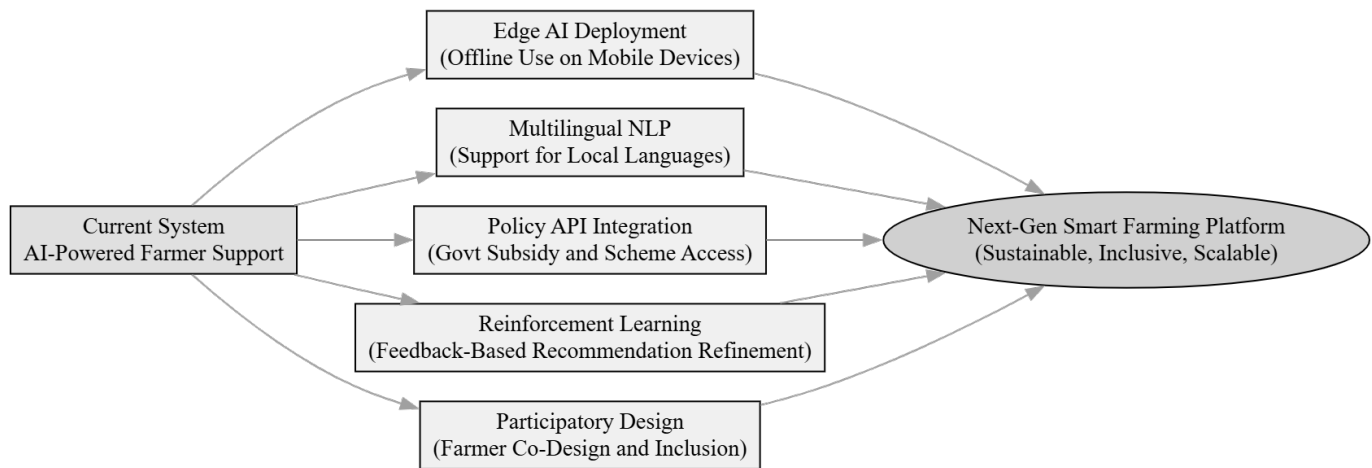 Edge AI Deployment
(Offline Use on Mobile Devices)
Multilingual NLP
(Support for Local Languages)
Current System
AI-Powered Farmer Support
Policy API Integration
(Govt Subsidy and Scheme Access)
Next-Gen Smart Farming Platform
(Sustainable, Inclusive, Scalable)
Reinforcement Learning
(Feedback-Based Recommendation Refinement)
Participatory Design
(Farmer Co-Design and Inclusion)